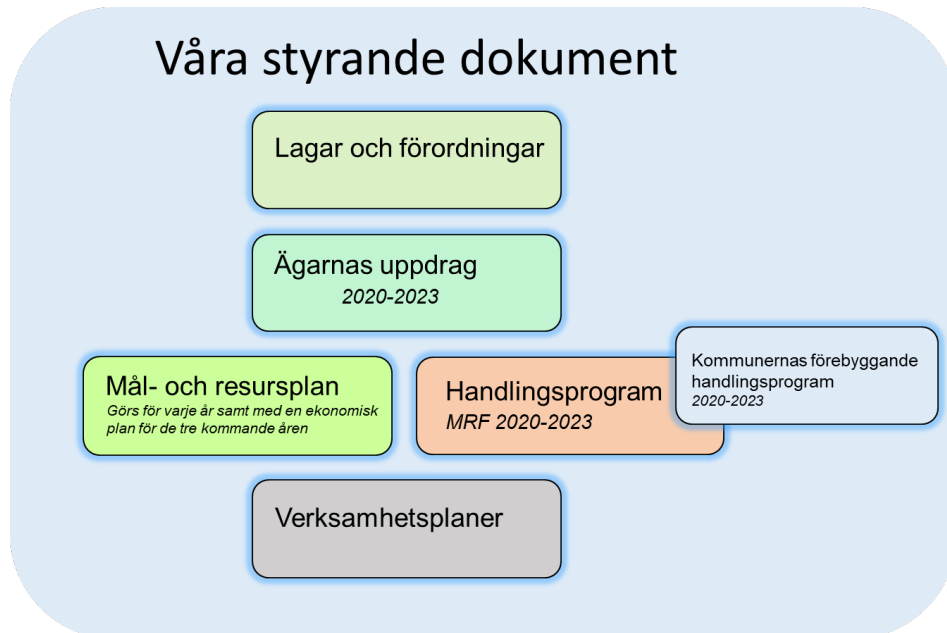 Våra styrande dokument
Lagar och förordningar
Ägarnas uppdrag
2020-2023
Mål- och resursplan
Görs för varje år samt med en ekonomisk
plan för de tre kommande åren
Handlingsprogram
MRF 2020-2023
Kommunernas förebyggande
handlingsprogram
2020-2023
Verksamhetsplaner